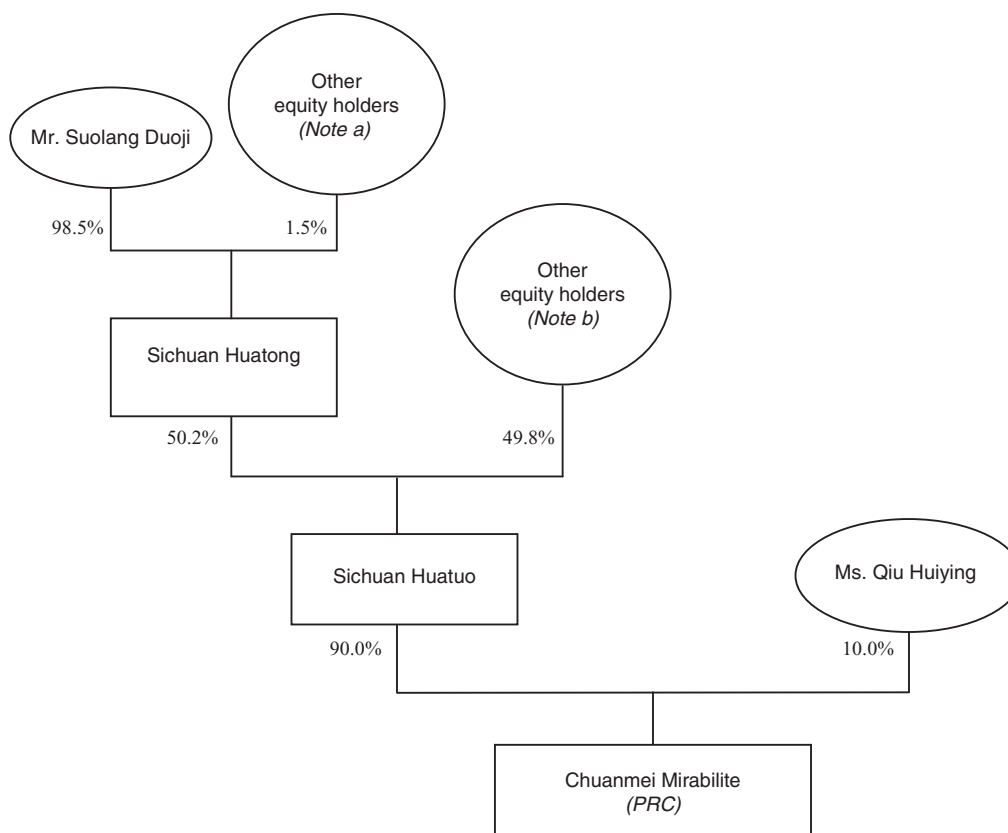 Other
equity holders
(Note a)
Mr. Suolang Duoji
98.5%
1.5%
Other
equity holders
(Note b)
Sichuan Huatong
50.2%
49.8%
Sichuan Huatuo
Ms. Qiu Huiying
90.0%
10.0%
Chuanmei Mirabilite
(PRC)